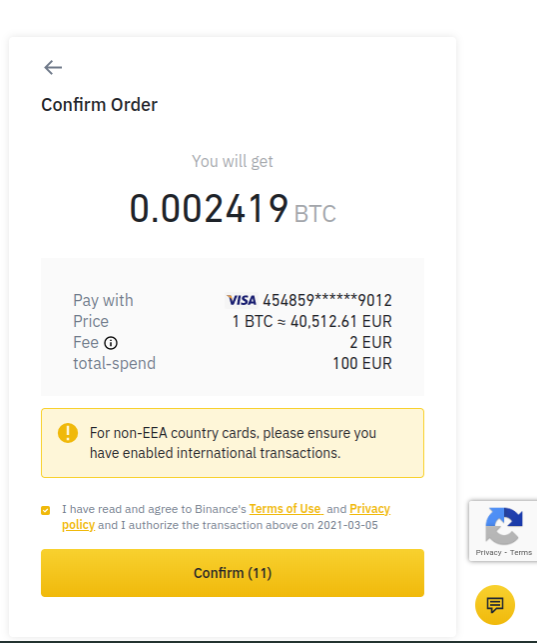 Confirm Order
You will get
0.002419 BTC
Pay with VISA 454859******9012
Price 1 BTC ≈ 40,512.61 EUR
Fee 2 EUR
total-spend 100 EUR
For non-EEA country cards, please ensure you
have enabled international transactions.
I have read and agree to Binance's Terms of Use and Privacy
policy and I authorize the transaction above on 2021-03-05
Confirm (11)
Privacy - Terms